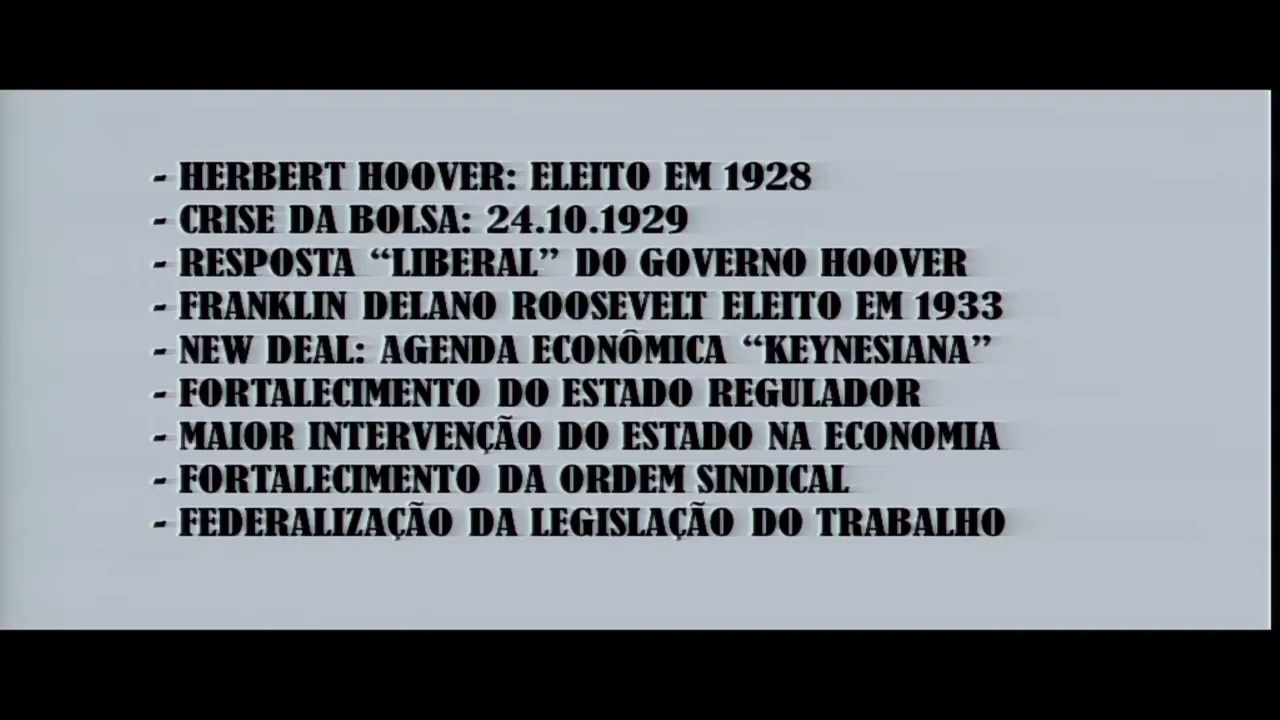 - HERBERT HOOVER: ELEITO EM 1928
- CRISE DA BOLSA: 24.10.1929
- RESPOSTA “LIBERAL” DO GOVERNO HOOVER
- FRANKLIN DELANO ROOSEVELT ELEITO EM 1933
- NEW DEAL: AGENDA ECONÔMICA “KEYNESIANA”
- FORTALECIMENTO DO ESTADO REGULADOR
- MAIOR INTERVENÇÃO DO ESTADO NA ECONOMIA
- FORTALECIMENTO DA ORDEM SINDICAL
- FEDERALIZAÇÃO DA LEGISLAÇÃO DO TRABALHO